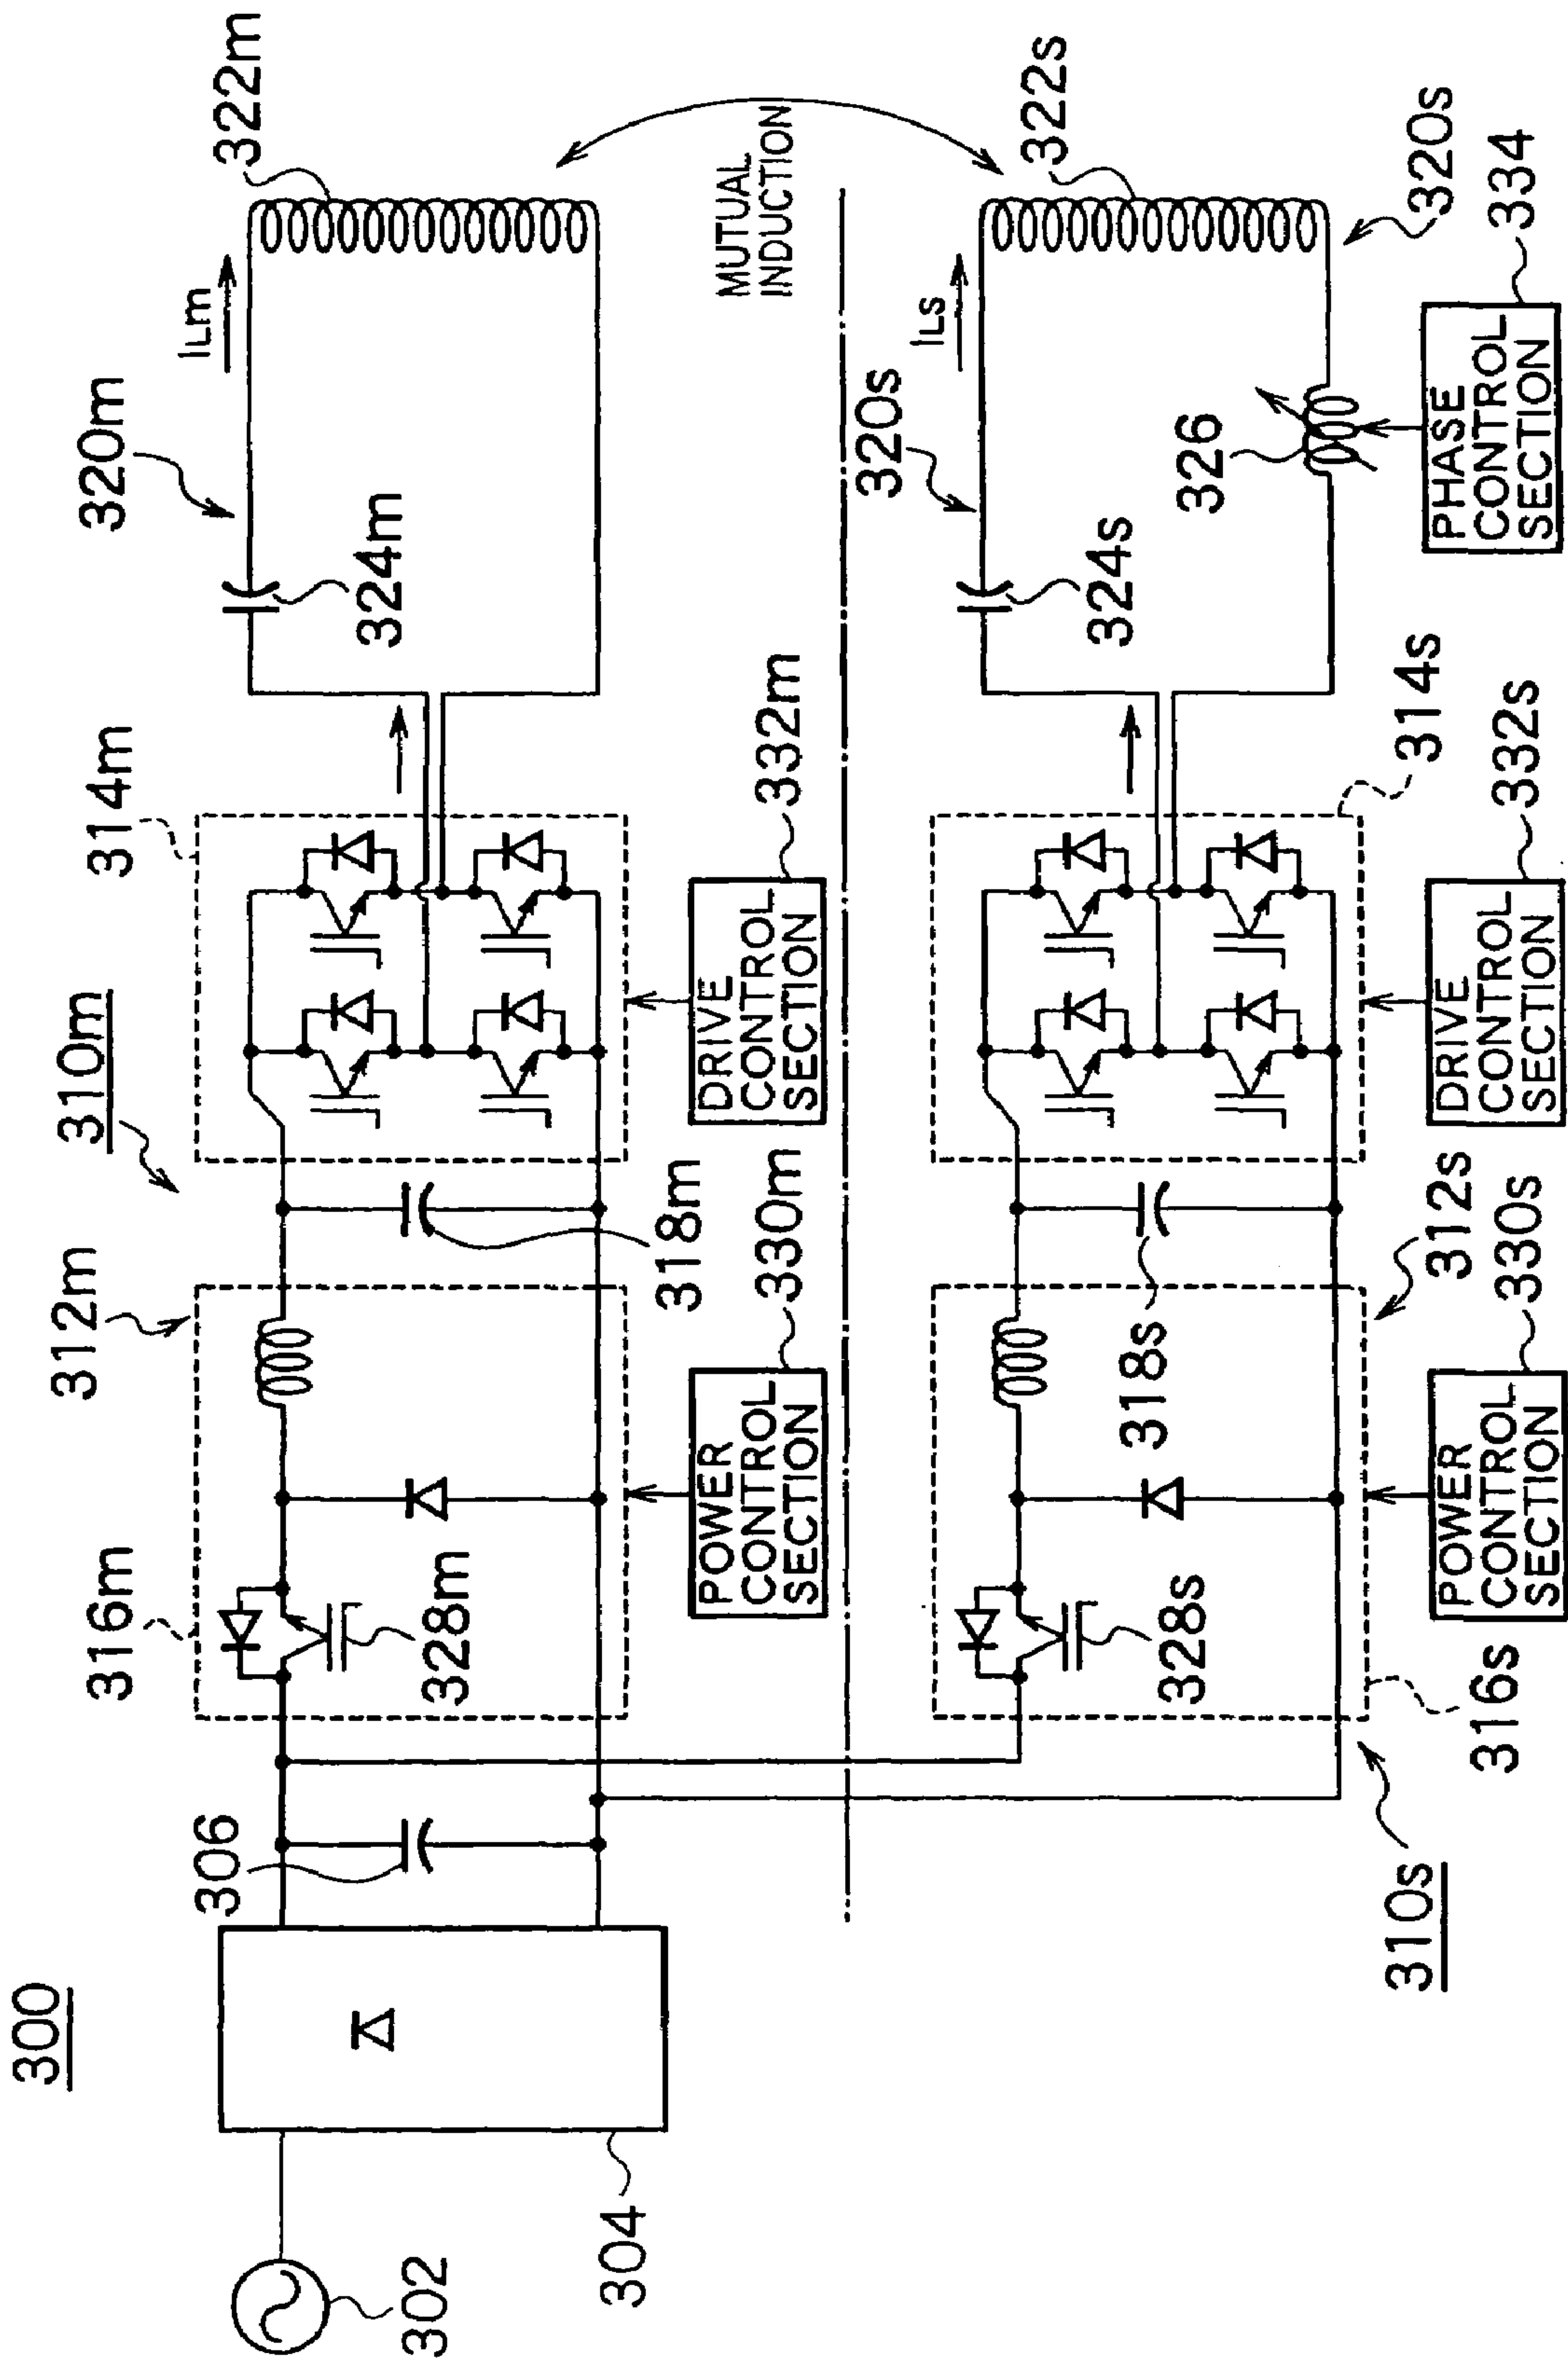 300
302
304
306
310m
312m
316m
328m
POWER
CONTROL
SECTION
330m
318m
314m
DRIVE
CONTROL
SECTION
332m
320m
324m
ILm
322m
MUTUAL
INDUCTION
310s
316s
328s
POWER
CONTROL
SECTION
330s
312s
318s
DRIVE
CONTROL
SECTION
332s
314s
324s
320s
ILs
322s
326
320s
PHASE
CONTROL
SECTION
334